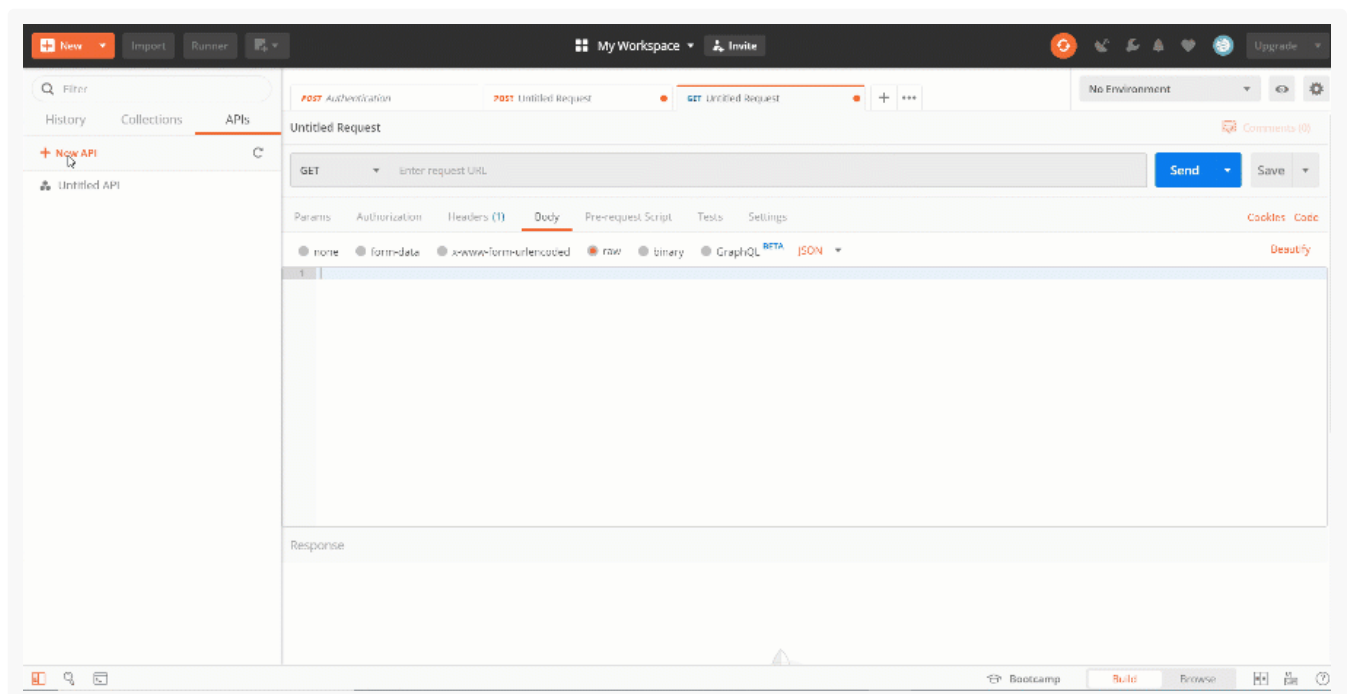 New Import Runner My Workspace Invite Upgrade
Filter
History Collections APIs
New API
Untitled API
POST Authentication POST Untitled Request GET Untitled Request No Environment
Untitled Request Comments (0)
GET Enter request URL Send Save
Params Authorization Headers (1) Body Pre-request Script Tests Settings Cookies Code
none form-data x-www-form-urlencoded raw binary GraphQL BETA JSON Beautify
1
Response
Bootcamp Build Browse